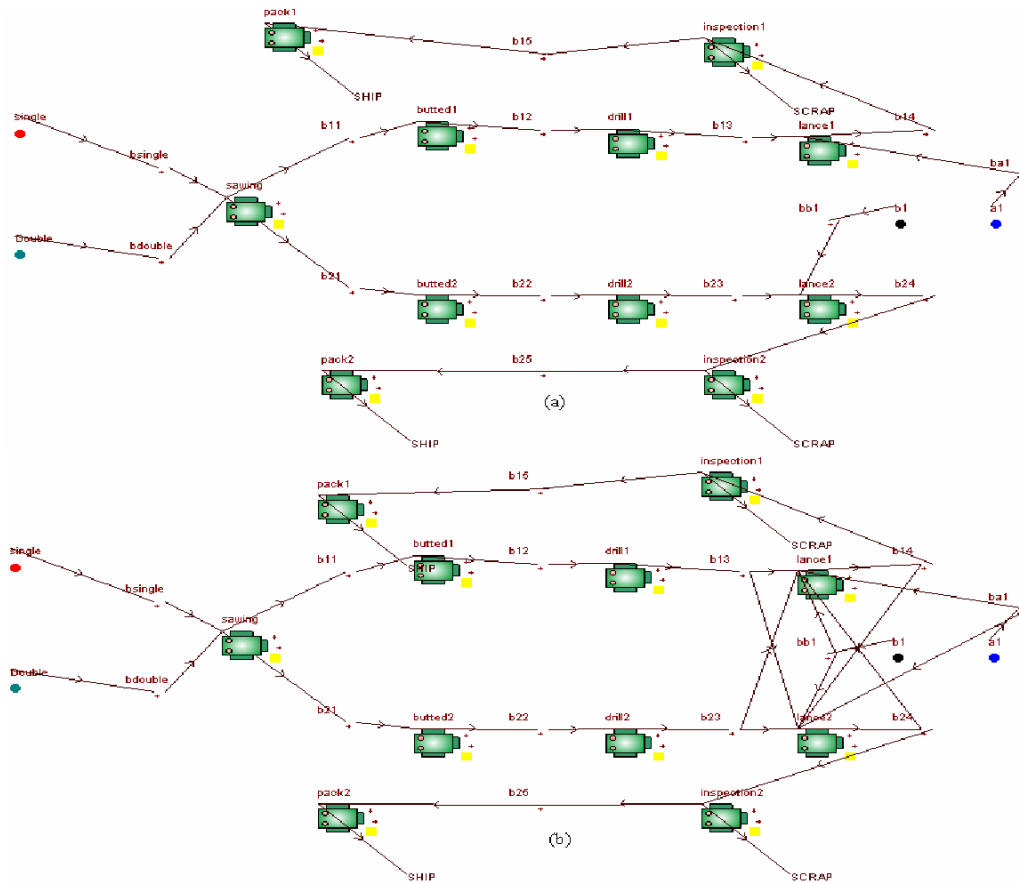 pack1
b15
inspection1
SHIP
SCRAP
single
b11
butted1
b12
drill1
b13
lance1
b14
bsingle
ba1
sawing
Double
bdouble
bb1
b1
a1
b21
butted2
b22
drill2
b23
lance2
b24
pack2
b25
inspection2
(a)
SHIP
SCRAP
inspection1
b15
pack1
SCRAP
single
b11
butted1
b12
drill1
b13
lance1
b14
SHIP
bsingle
ba1
sawing
bb1
b1
a1
Double
bdouble
b21
butted2
b22
drill2
b23
lance2
b24
pack2
b26
inspection2
(b)
SHIP
SCRAP